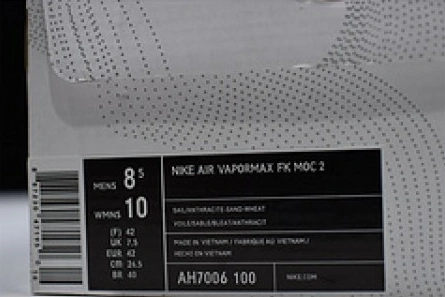 MENS 8.5
WMNS 10
(F) 42
UK 7.5
EUR 42
CM 26.5
BR 40
NIKE AIR VAPORMAX FK MOC 2
SAIL/ANTHRACITE-SAND-WHEAT
VOILE/SABLE/BLEAT/ANTHRACIT
MADE IN VIETNAM / FABRIQUE AU VIETNAM /
HECHO EN VIETNAM
AH7006 100
NIKE.COM